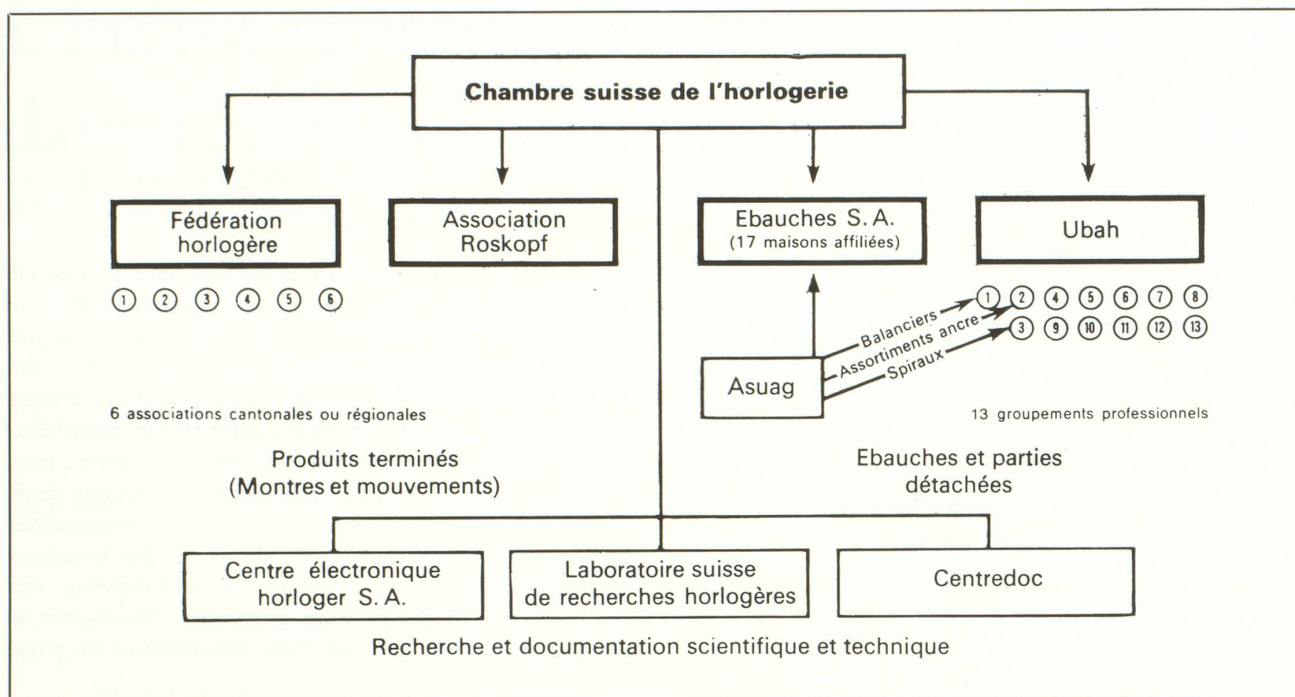 Chambre suisse de l'horlogerie
Fédération
horlogère
Association
Roskopf
Ebauches S.A.
(17 maisons affiliées)
Ubah
1 2 3 4 5 6
1 2 4 5 6 7 8
3 9 10 11 12 13
Balanciers
Assortiments ancre
Spiraux
Asuag
6 associations cantonales ou régionales
13 groupements professionnels
Produits terminés
(Montres et mouvements)
Ebauches et parties
détachées
Centre électronique
horloger S.A.
Laboratoire suisse
de recherches horlogères
Centredoc
Recherche et documentation scientifique et technique